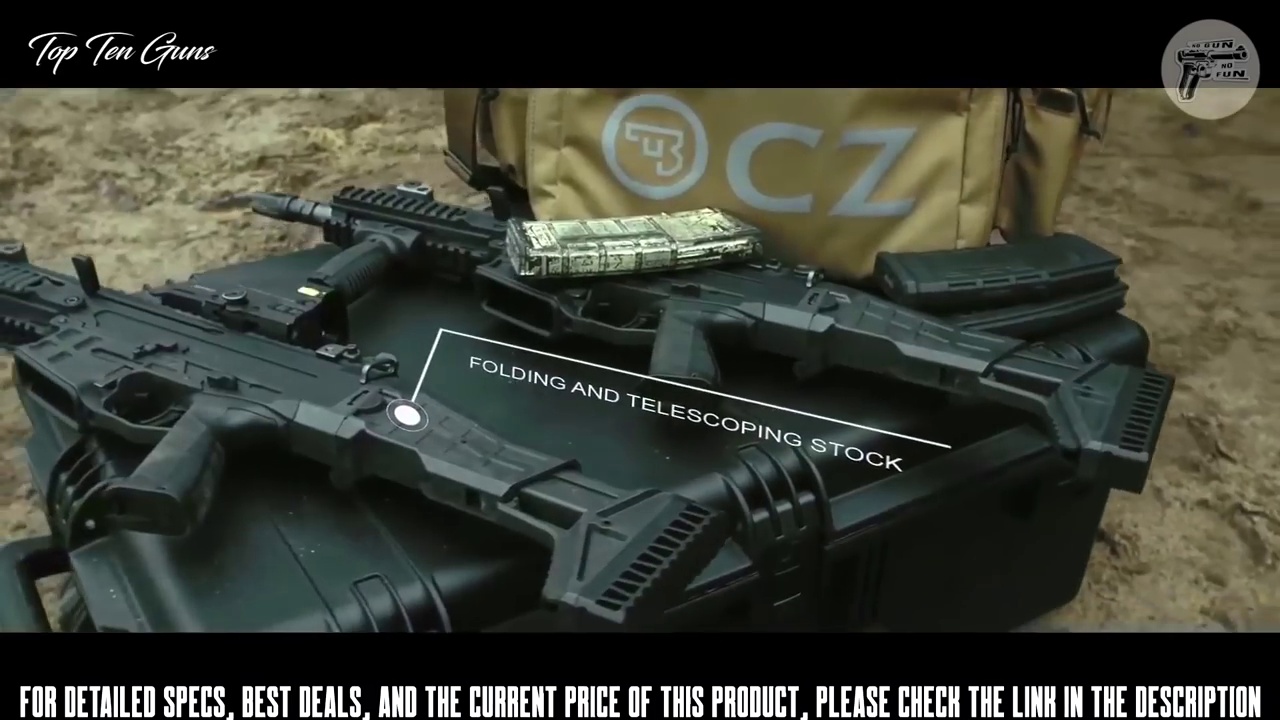 Top Ten Guns
NO GUN
NO
FUN
CZ
FOLDING AND TELESCOPING STOCK
FOR DETAILED SPECS, BEST DEALS, AND THE CURRENT PRICE OF THIS PRODUCT, PLEASE CHECK THE LINK IN THE DESCRIPTION